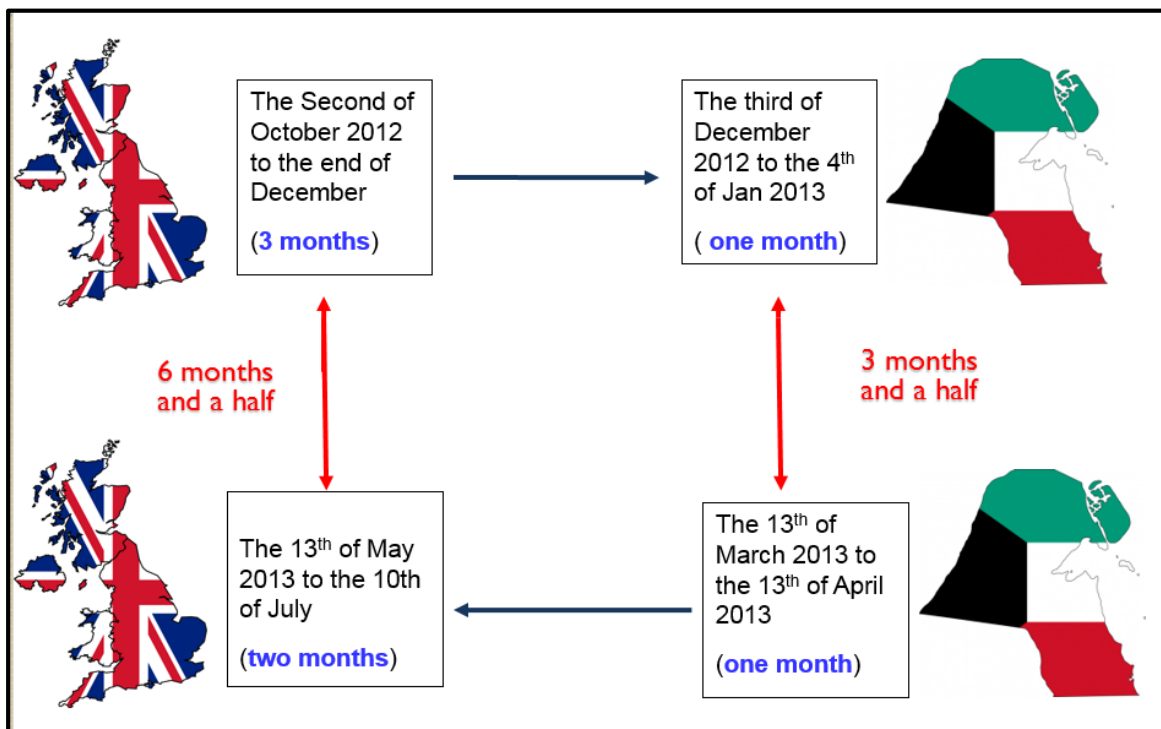 The Second of
October 2012
to the end of
December
(3 months)
The third of
December
2012 to the 4th
of Jan 2013
( one month)
6 months
and a half
3 months
and a half
The 13th of May
2013 to the 10th
of July
(two months)
The 13th of
March 2013 to
the 13th of April
2013
(one month)